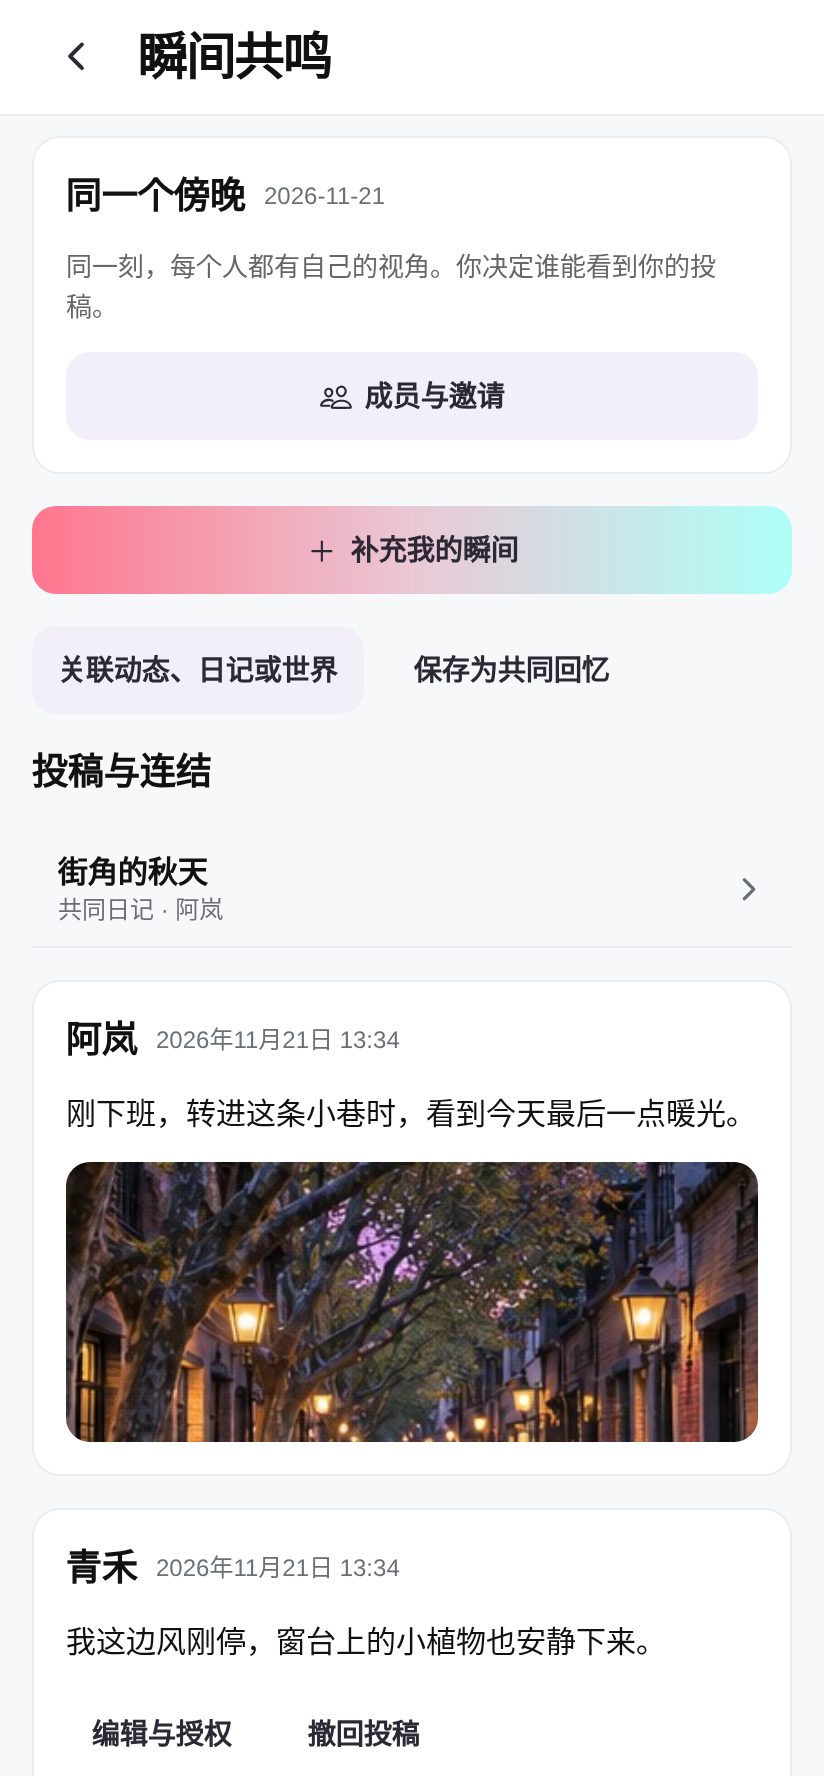 瞬间共鸣
同一个傍晚 2026-11-21
同一刻，每个人都有自己的视角。你决定谁能看到你的投
稿。
成员与邀请
补充我的瞬间
关联动态、日记或世界 保存为共同回忆
投稿与连结
街角的秋天
共同日记 · 阿岚
阿岚 2026年11月21日 13:34
刚下班，转进这条小巷时，看到今天最后一点暖光。
青禾 2026年11月21日 13:34
我这边风刚停，窗台上的小植物也安静下来。
编辑与授权 撤回投稿